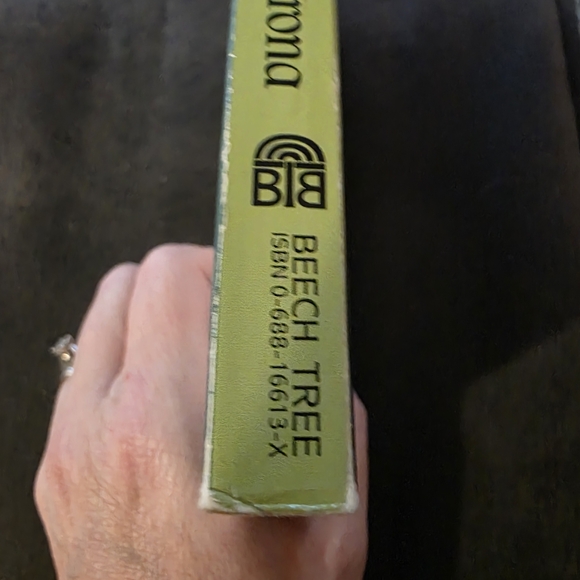 rona
BTB
BEECH TREE
ISBN 0-688-16613-X